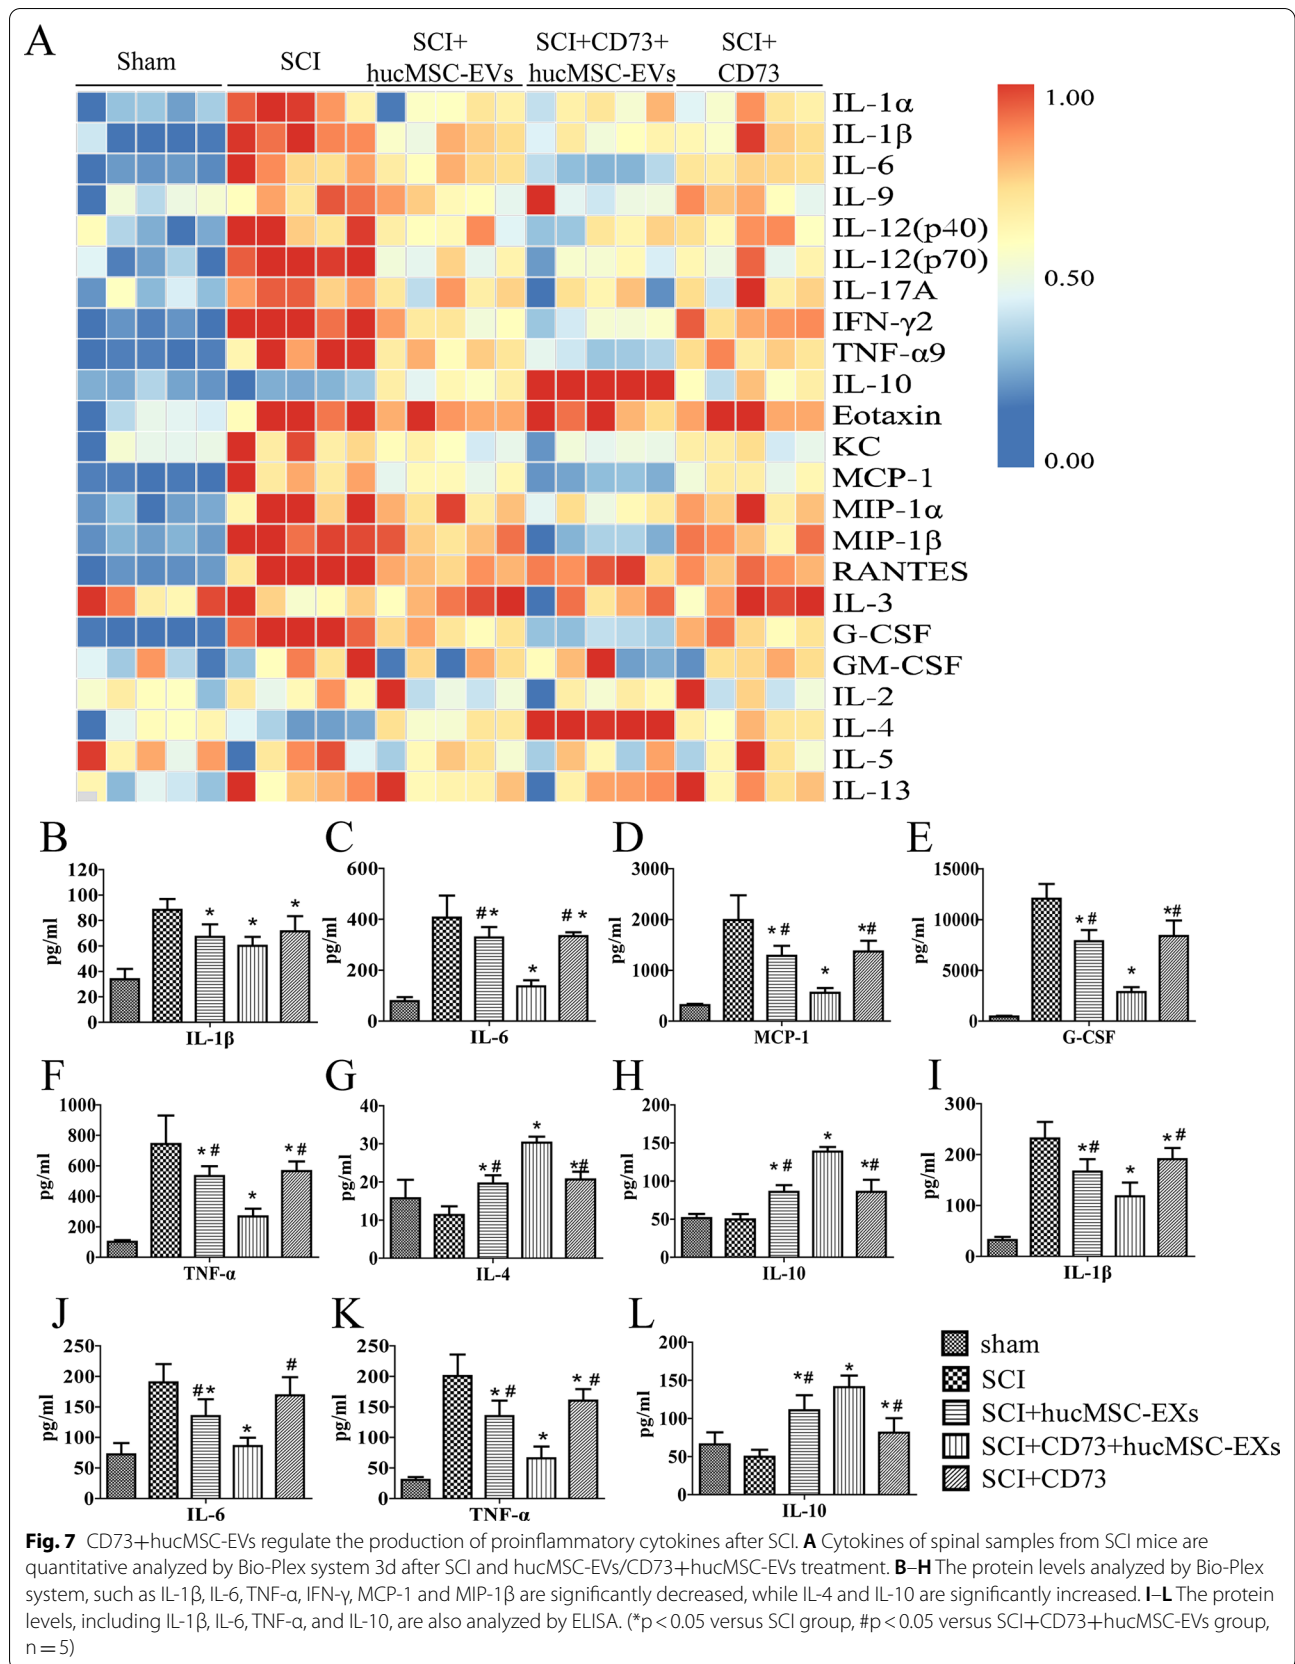 A
Sham
SCI
SCI+
hucMSC-EVs
SCI+CD73+
hucMSC-EVs
SCI+
CD73
IL-1α
IL-1β
IL-6
IL-9
IL-12(p40)
IL-12(p70)
IL-17A
IFN-γ2
TNF-α9
IL-10
Eotaxin
KC
MCP-1
MIP-1α
MIP-1β
RANTES
IL-3
G-CSF
GM-CSF
IL-2
IL-4
IL-5
IL-13
1.00
0.50
0.00
B
120
100
80
60
40
20
0
pg/ml
* * *
IL-1β
C
600
400
200
0
pg/ml
#* * #*
IL-6
D
3000
2000
1000
0
pg/ml
*# * *#
MCP-1
E
15000
10000
5000
0
pg/ml
*# * *#
G-CSF
F
1000
800
600
400
200
0
pg/ml
*# * *#
TNF-α
G
40
30
20
10
0
pg/ml
*# * *#
IL-4
H
200
150
100
50
0
pg/ml
*# * *#
IL-10
I
300
200
100
0
pg/ml
*# * *#
IL-1β
J
250
200
150
100
50
0
pg/ml
#* * #
IL-6
K
250
200
150
100
50
0
pg/ml
*# * *#
TNF-α
L
200
150
100
50
0
pg/ml
*# * *#
IL-10
sham
SCI
SCI+hucMSC-EXs
SCI+CD73+hucMSC-EXs
SCI+CD73
Fig. 7 CD73+hucMSC-EVs regulate the production of proinflammatory cytokines after SCI. A Cytokines of spinal samples from SCI mice are
quantitative analyzed by Bio-Plex system 3d after SCI and hucMSC-EVs/CD73+hucMSC-EVs treatment. B–H The protein levels analyzed by Bio-Plex
system, such as IL-1β, IL-6, TNF-α, IFN-γ, MCP-1 and MIP-1β are significantly decreased, while IL-4 and IL-10 are significantly increased. I–L The protein
levels, including IL-1β, IL-6, TNF-α, and IL-10, are also analyzed by ELISA. (*p < 0.05 versus SCI group, #p < 0.05 versus SCI+CD73+hucMSC-EVs group,
n = 5)